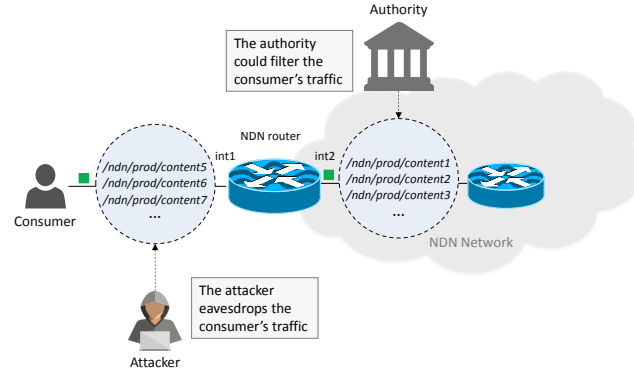 Authority
The authority
could filter the
consumer's traffic
NDN router
int1
int2
/ndn/prod/content5
/ndn/prod/content6
/ndn/prod/content7
...
/ndn/prod/content1
/ndn/prod/content2
/ndn/prod/content3
...
Consumer
NDN Network
The attacker
eavesdrops the
consumer's traffic
Attacker